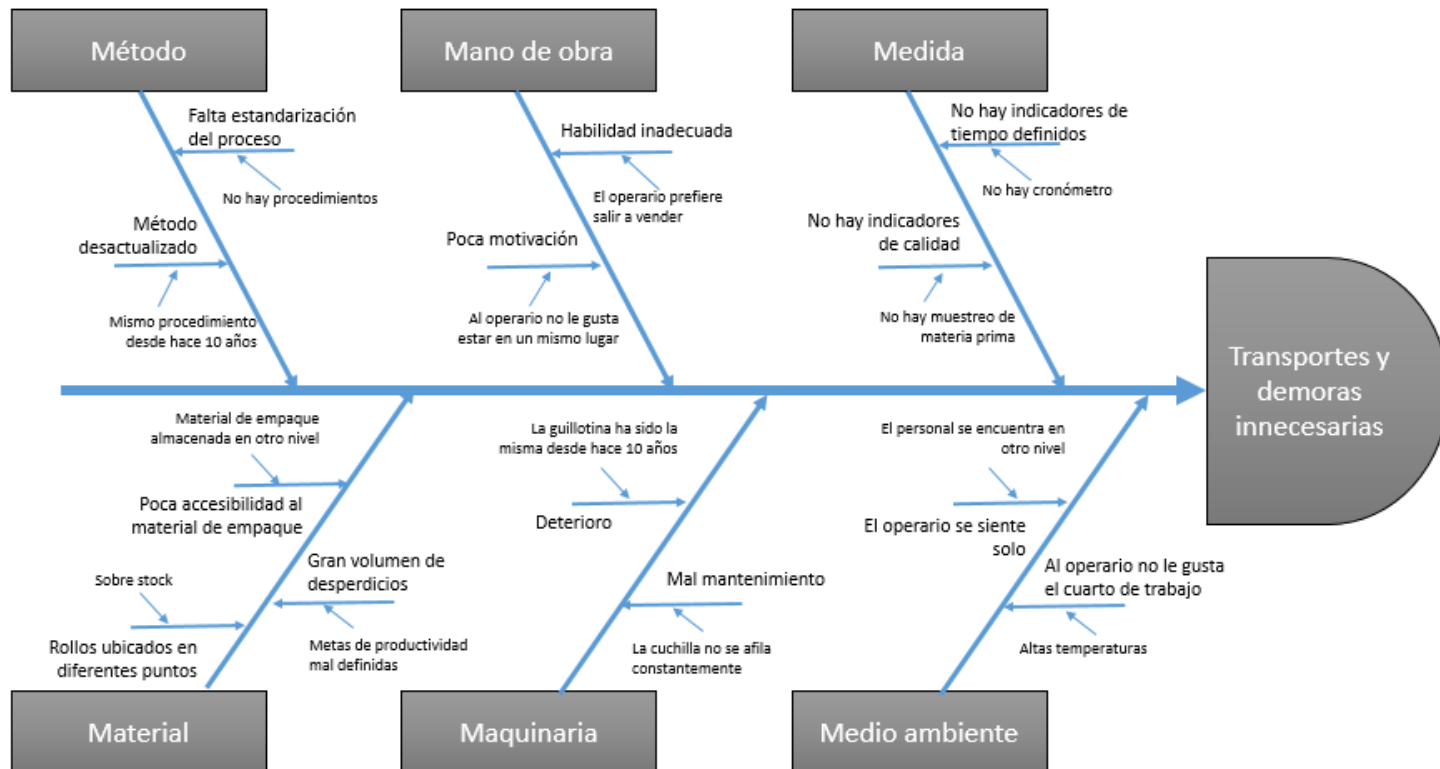 Método
Mano de obra
Medida
Falta estandarización
del proceso
No hay procedimientos
Método
desactualizado
Mismo procedimiento
desde hace 10 años
Habilidad inadecuada
El operario prefiere
salir a vender
Poca motivación
Al operario no le gusta
estar en un mismo lugar
No hay indicadores de
tiempo definidos
No hay cronómetro
No hay indicadores
de calidad
No hay muestreo de
materia prima
Transportes y
demoras
innecesarias
Material de empaque
almacenada en otro nivel
Poca accesibilidad al
material de empaque
Gran volumen de
desperdicios
Sobre stock
Rollos ubicados en
diferentes puntos
Metas de productividad
mal definidas
La guillotina ha sido la
misma desde hace 10 años
Deterioro
Mal mantenimiento
La cuchilla no se afila
constantemente
El personal se encuentra en
otro nivel
El operario se siente
solo
Al operario no le gusta
el cuarto de trabajo
Altas temperaturas
Material
Maquinaria
Medio ambiente